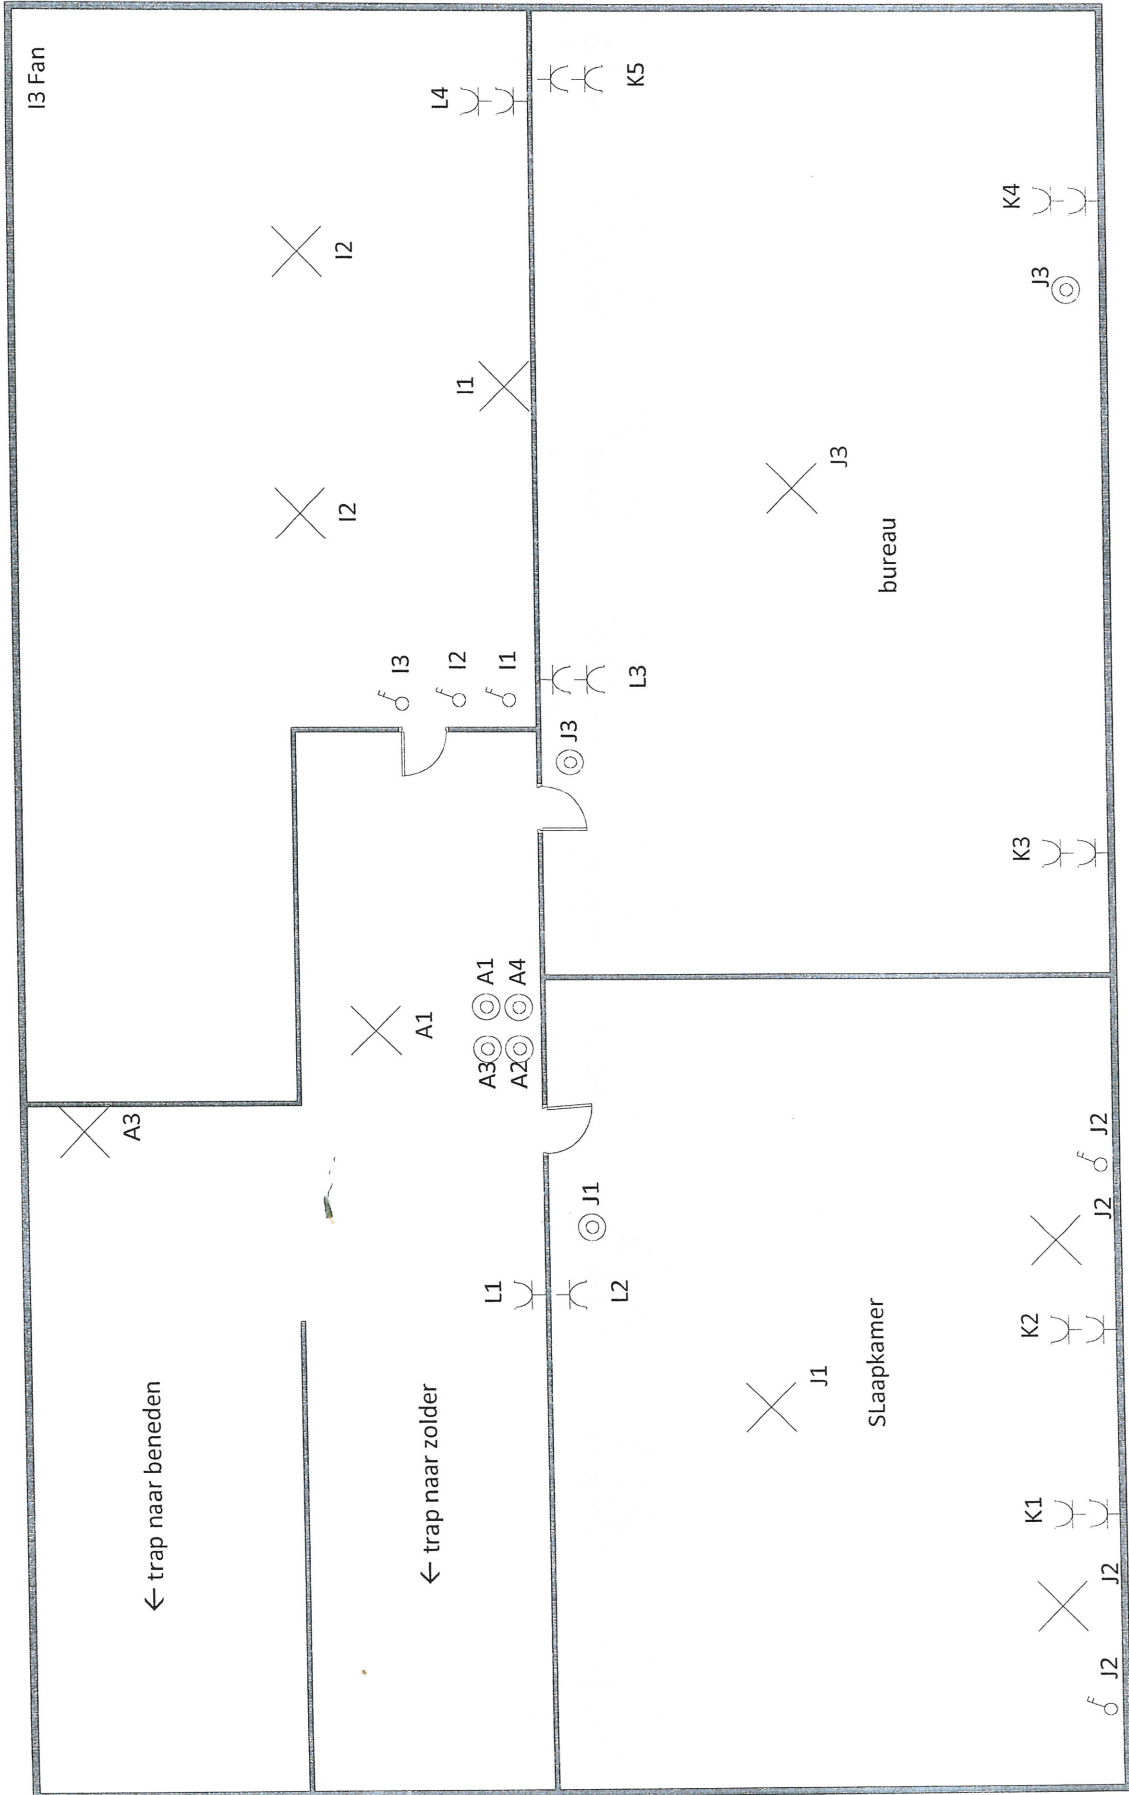 I3 Fan
L4
K5
I2
K4
J3
I1
I2
J3
bureau
I3
I2
I1
L3
J3
K3
A1
A4
A3
A2
A1
A3
J1
J2
J2
L1
L2
K2
J1
SLaapkamer
← trap naar beneden
← trap naar zolder
K1
J2
J2